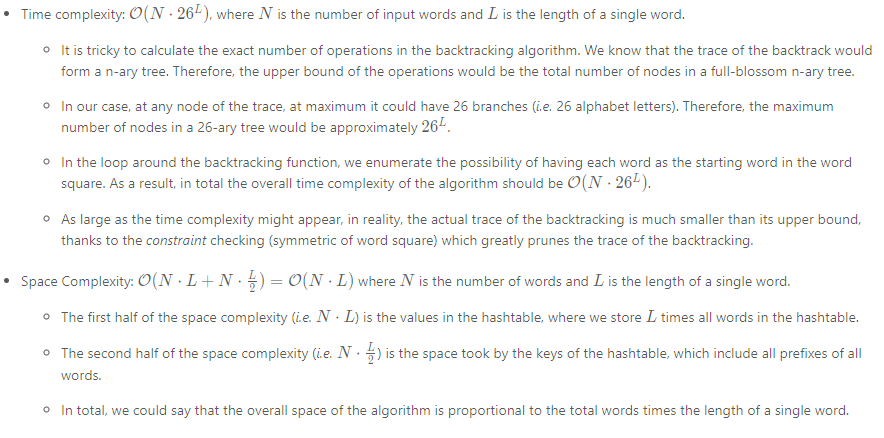 • Time complexity: O(N · 26^L), where N is the number of input words and L is the length of a single word.
∘ It is tricky to calculate the exact number of operations in the backtracking algorithm. We know that the trace of the backtrack would
form a n-ary tree. Therefore, the upper bound of the operations would be the total number of nodes in a full-blossom n-ary tree.
∘ In our case, at any node of the trace, at maximum it could have 26 branches (i.e. 26 alphabet letters). Therefore, the maximum
number of nodes in a 26-ary tree would be approximately 26^L.
∘ In the loop around the backtracking function, we enumerate the possibility of having each word as the starting word in the word
square. As a result, in total the overall time complexity of the algorithm should be O(N · 26^L).
∘ As large as the time complexity might appear, in reality, the actual trace of the backtracking is much smaller than its upper bound,
thanks to the constraint checking (symmetric of word square) which greatly prunes the trace of the backtracking.
• Space Complexity: O(N · L + N · L/2) = O(N · L) where N is the number of words and L is the length of a single word.
∘ The first half of the space complexity (i.e. N · L) is the values in the hashtable, where we store L times all words in the hashtable.
∘ The second half of the space complexity (i.e. N · L/2) is the space took by the keys of the hashtable, which include all prefixes of all
words.
∘ In total, we could say that the overall space of the algorithm is proportional to the total words times the length of a single word.